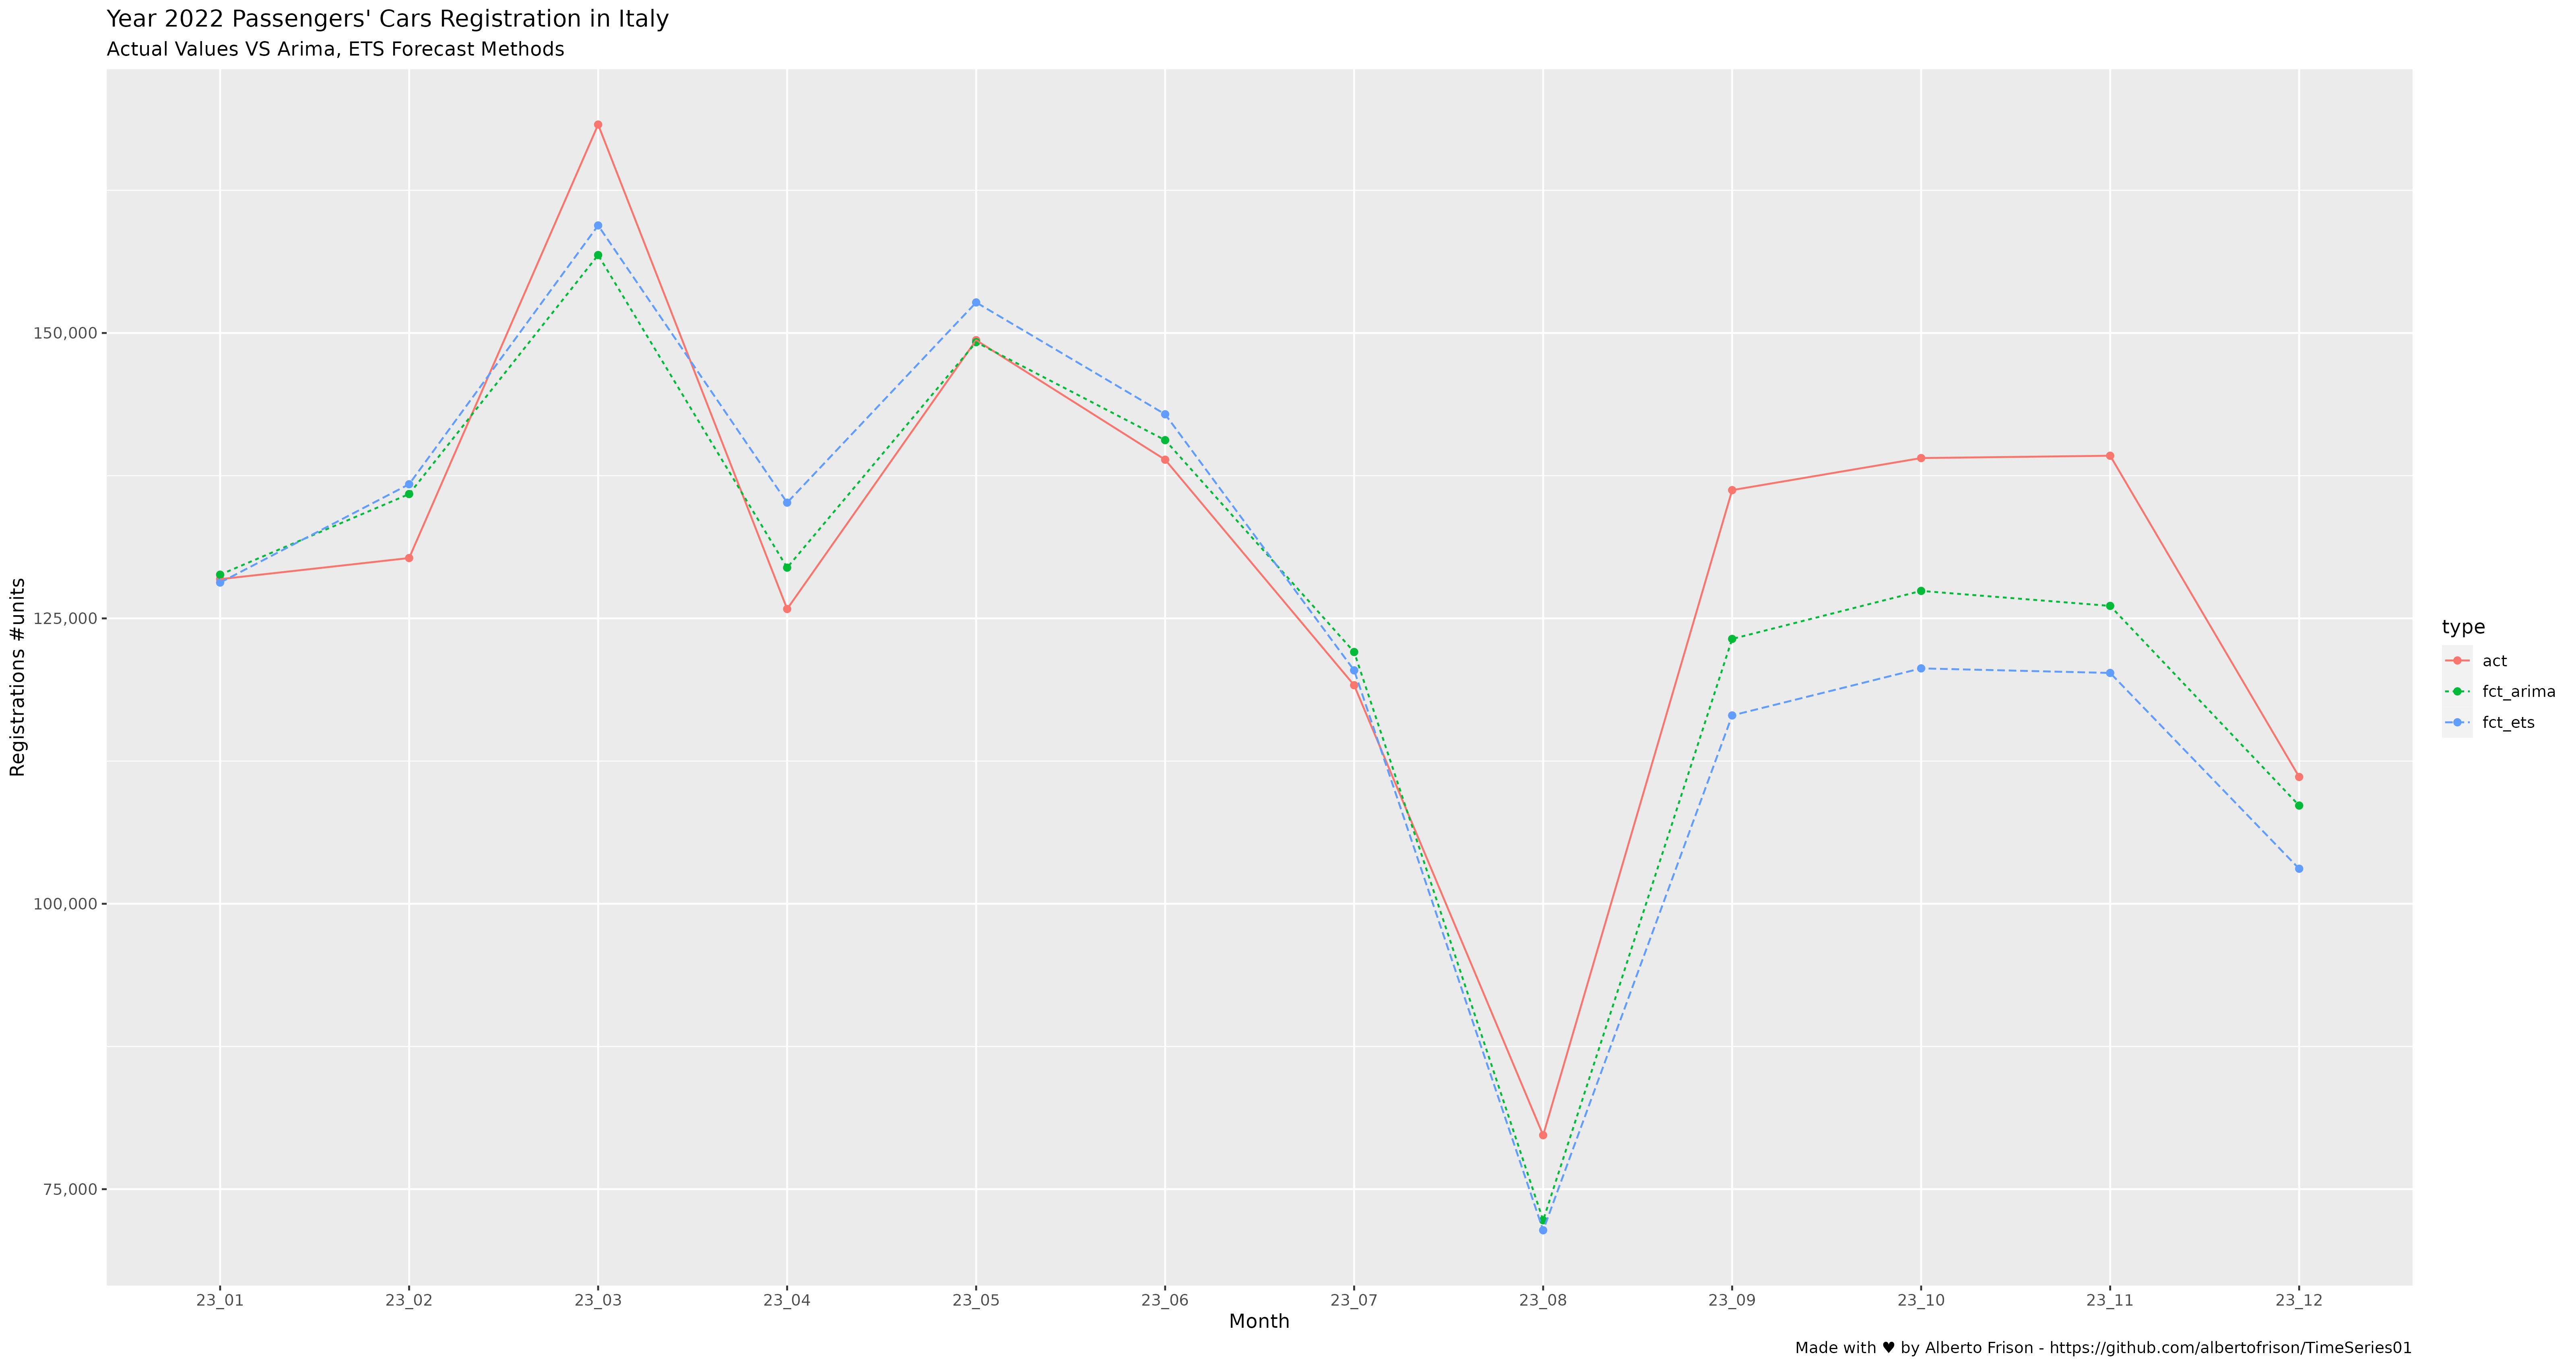 Year 2022 Passengers' Cars Registration in Italy
Actual Values VS Arima, ETS Forecast Methods
Registrations #units
150,000
125,000
100,000
75,000
23_01 23_02 23_03 23_04 23_05 23_06 23_07 23_08 23_09 23_10 23_11 23_12
Month
type
act
fct_arima
fct_ets
Made with ♥ by Alberto Frison - https://github.com/albertofrison/TimeSeries01